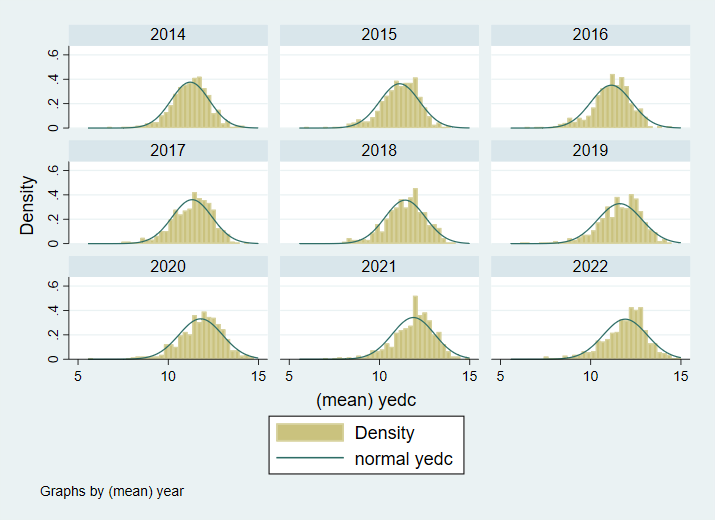 2014 2015 2016
.6
.4
.2
0
2017 2018 2019
.6
.4
.2
0
Density
2020 2021 2022
.6
.4
.2
0
5 10 15 5 10 15 5 10 15
(mean) yedc
Density
normal yedc
Graphs by (mean) year